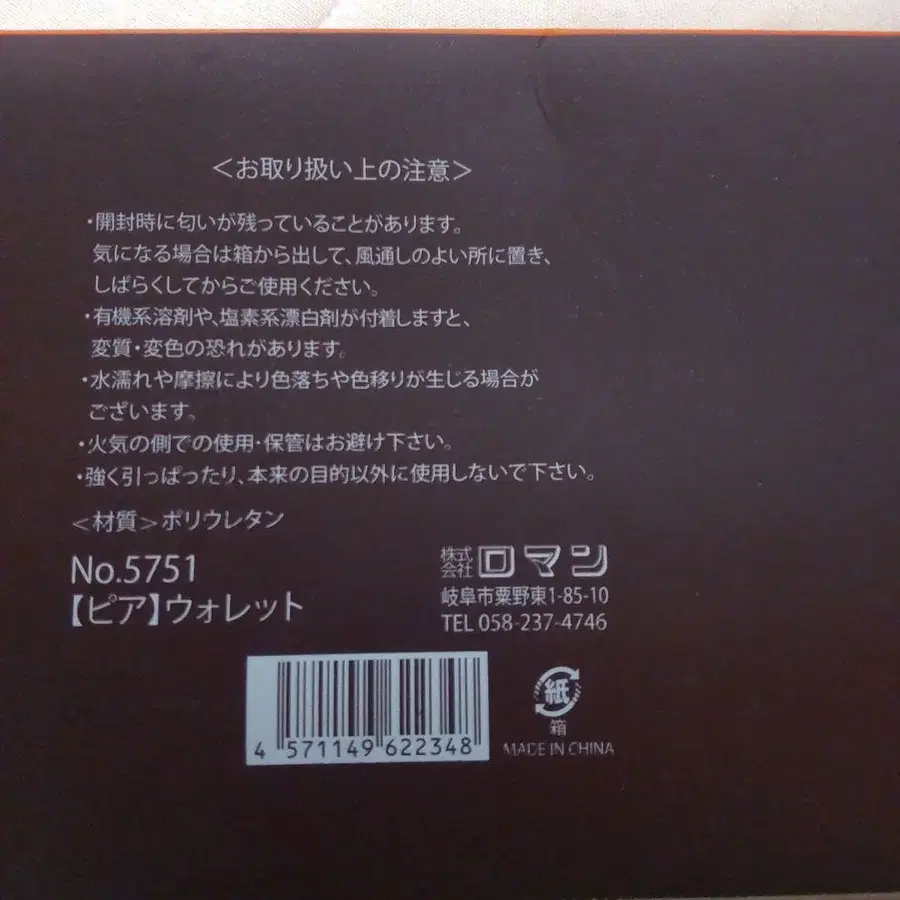 ＜お取り扱い上の注意＞
・開封時に匂いが残っていることがあります。
気になる場合は箱から出して、風通しのよい所に置き、
しばらくしてからご使用ください。
・有機系溶剤や、塩素系漂白剤が付着しますと、
変質・変色の恐れがあります。
・水濡れや摩擦により色落ちや色移りが生じる場合が
ございます。
・火気の側での使用・保管はお避け下さい。
・強く引っぱったり、本来の目的以外に使用しないで下さい。
＜材質＞ポリウレタン
No.5751
【ピア】ウォレット
株式会社ロマン
岐阜市粟野東1-85-10
TEL 058-237-4746
4 571149 622348
紙
箱
MADE IN CHINA